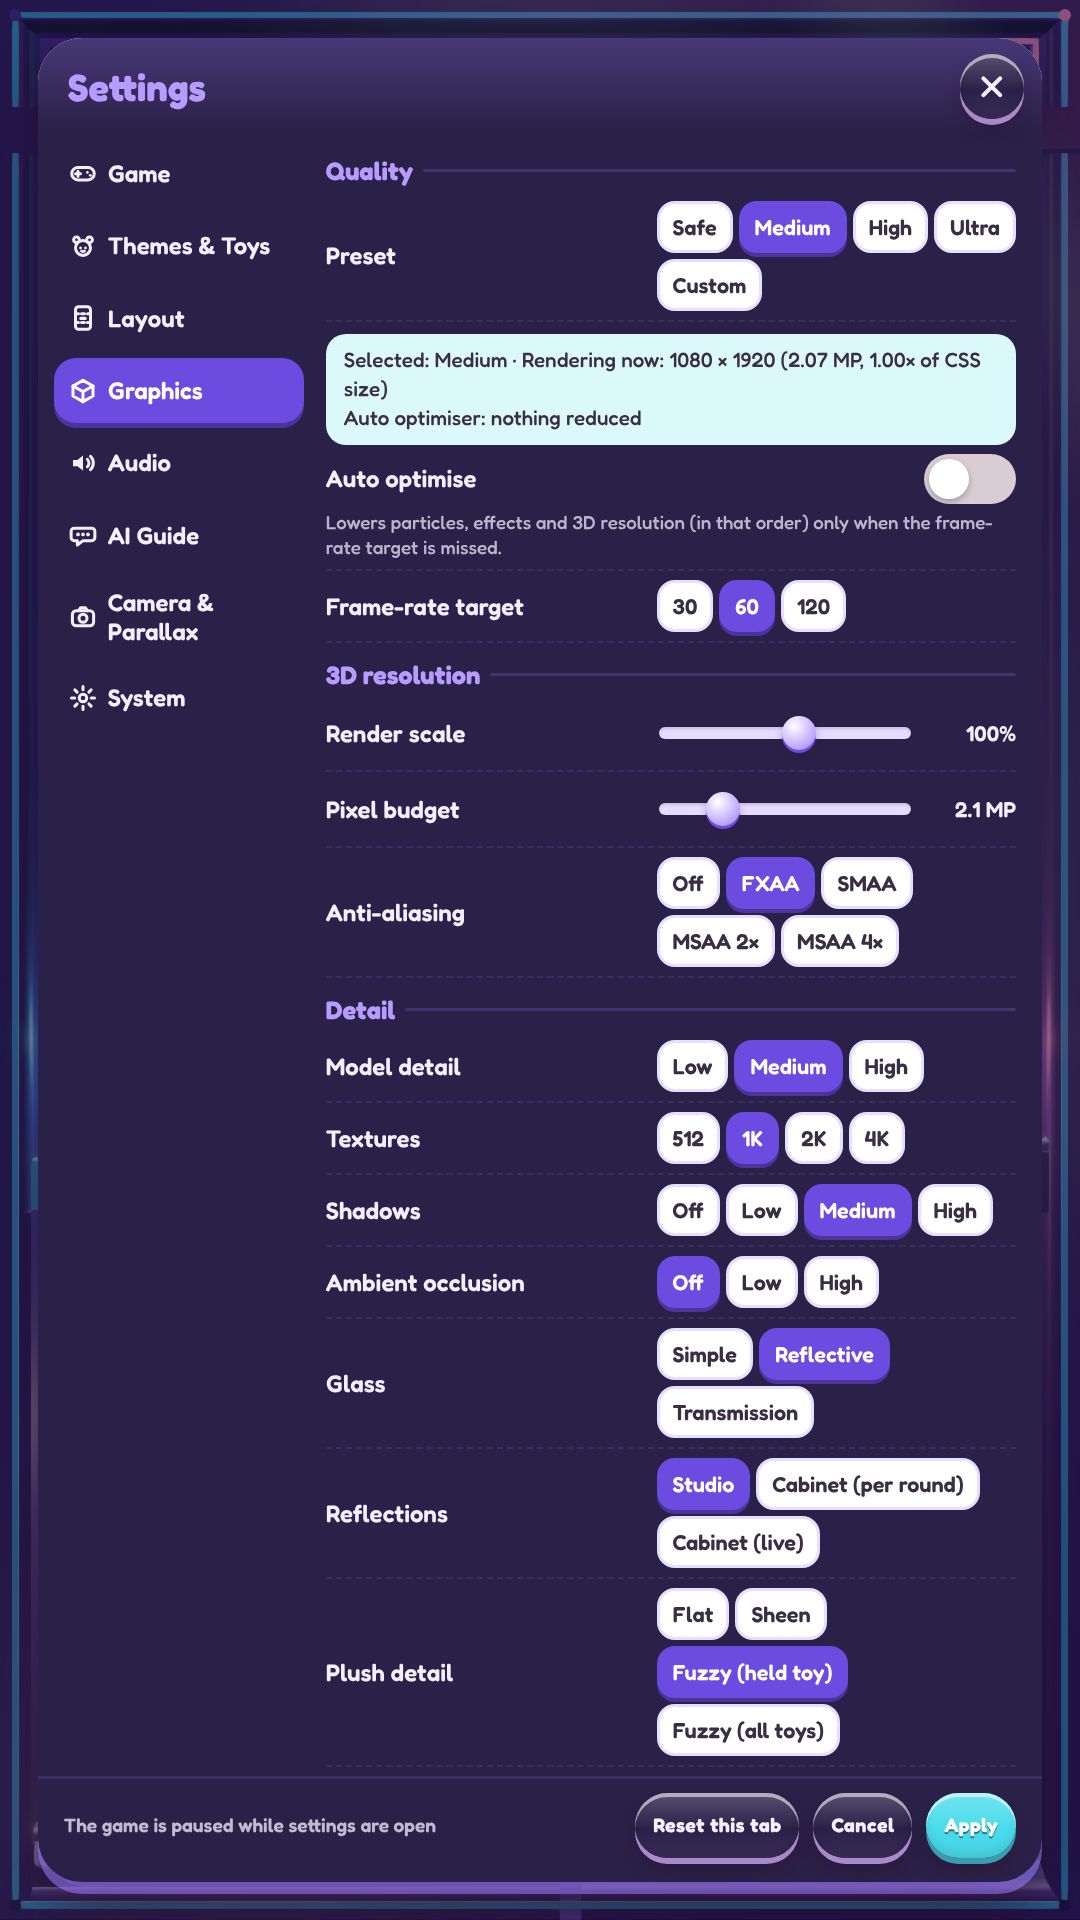 Settings
Game
Themes & Toys
Layout
Graphics
Audio
AI Guide
Camera &
Parallax
System
Quality
Preset
Safe
Medium
High
Ultra
Custom
Selected: Medium · Rendering now: 1080 × 1920 (2.07 MP, 1.00× of CSS
size)
Auto optimiser: nothing reduced
Auto optimise
Lowers particles, effects and 3D resolution (in that order) only when the frame-
rate target is missed.
Frame-rate target
30
60
120
3D resolution
Render scale
100%
Pixel budget
2.1 MP
Anti-aliasing
Off
FXAA
SMAA
MSAA 2×
MSAA 4×
Detail
Model detail
Low
Medium
High
Textures
512
1K
2K
4K
Shadows
Off
Low
Medium
High
Ambient occlusion
Off
Low
High
Glass
Simple
Reflective
Transmission
Reflections
Studio
Cabinet (per round)
Cabinet (live)
Plush detail
Flat
Sheen
Fuzzy (held toy)
Fuzzy (all toys)
The game is paused while settings are open
Reset this tab
Cancel
Apply